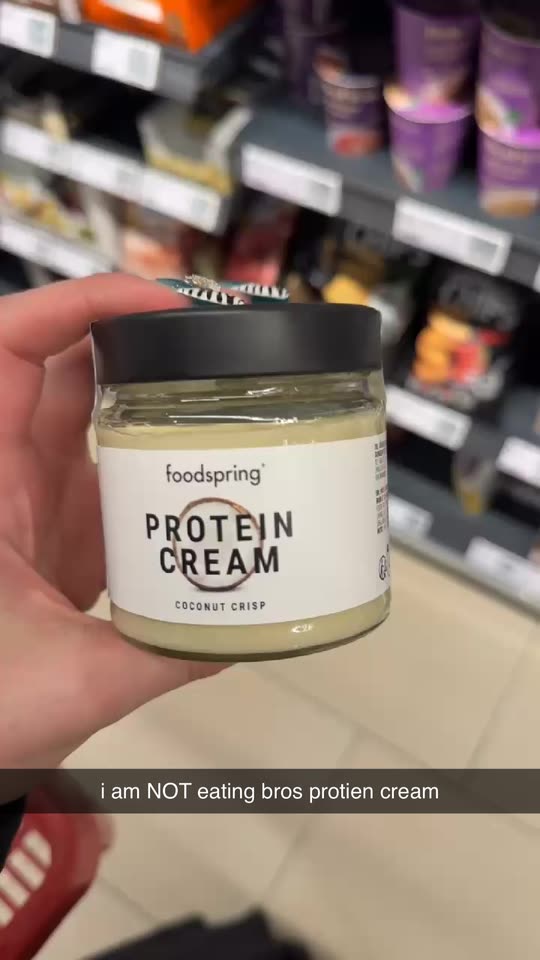 foodspring
PROTEIN
CREAM
COCONUT CRISP
i am NOT eating bros protien cream